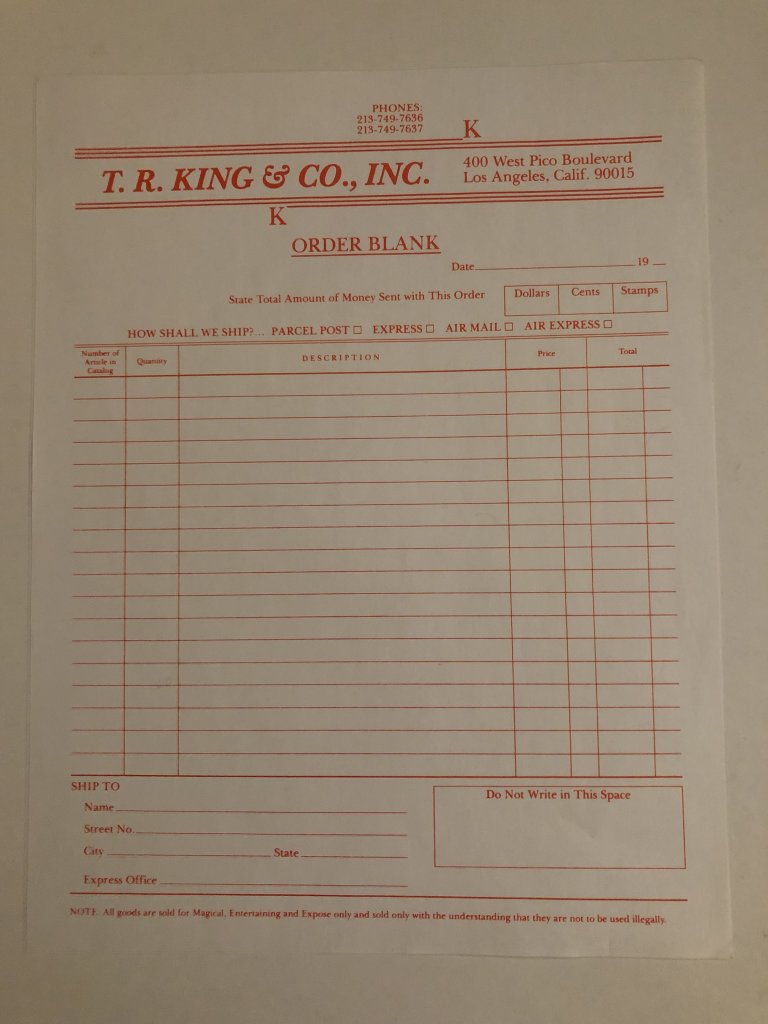 PHONES:
213-749-7636
213-749-7637
K
T. R. KING & CO., INC.
400 West Pico Boulevard
Los Angeles, Calif. 90015
K
ORDER BLANK
Date 19
State Total Amount of Money Sent with This Order Dollars Cents Stamps
HOW SHALL WE SHIP?... PARCEL POST ☐ EXPRESS ☐ AIR MAIL ☐ AIR EXPRESS ☐
Number of
Article in
Catalog
Quantity
DESCRIPTION
Price
Total
SHIP TO
Name
Street No.
City State
Express Office
Do Not Write in This Space
NOTE: All goods are sold for Magical, Entertaining and Expose only and sold only with the understanding that they are not to be used illegally.